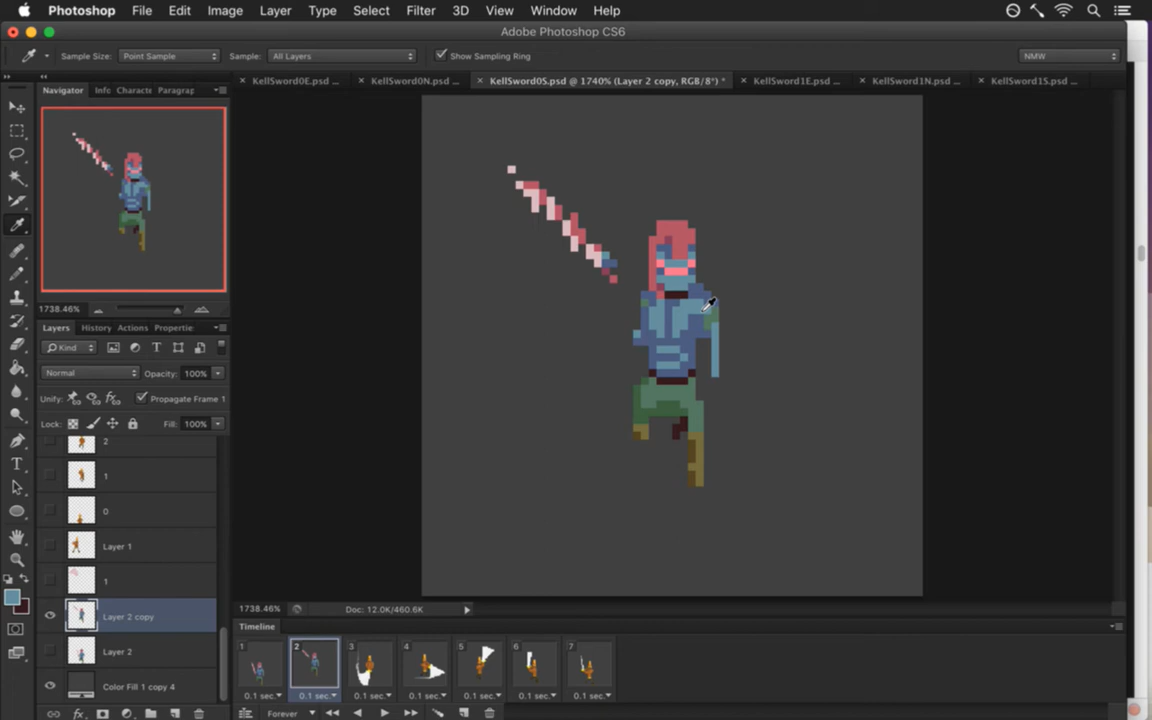 Photoshop File Edit Image Layer Type Select Filter 3D View Window Help
Adobe Photoshop CS6
Sample Size: Point Sample Sample: All Layers Show Sampling Ring NMW
KellSword0E.psd ... KellSword0N.psd ... KellSword0S.psd @ 1740% (Layer 2 copy, RGB/8*) * KellSword1E.psd ... KellSword1N.psd ... KellSword1S.psd ...
Navigator Info Characte Paragrap
1738.46%
Layers History Actions Propertie
Kind
Normal Opacity: 100%
Unify: Propagate Frame 1
Lock: Fill: 100%
2
1
0
Layer 1
1
Layer 2 copy
Layer 2
Color Fill 1 copy 4
1738.46% Doc: 12.0K/460.6K
Timeline
1 2 3 4 5 6 7
0.1 sec. 0.1 sec. 0.1 sec. 0.1 sec. 0.1 sec. 0.1 sec. 0.1 sec.
Forever
fx